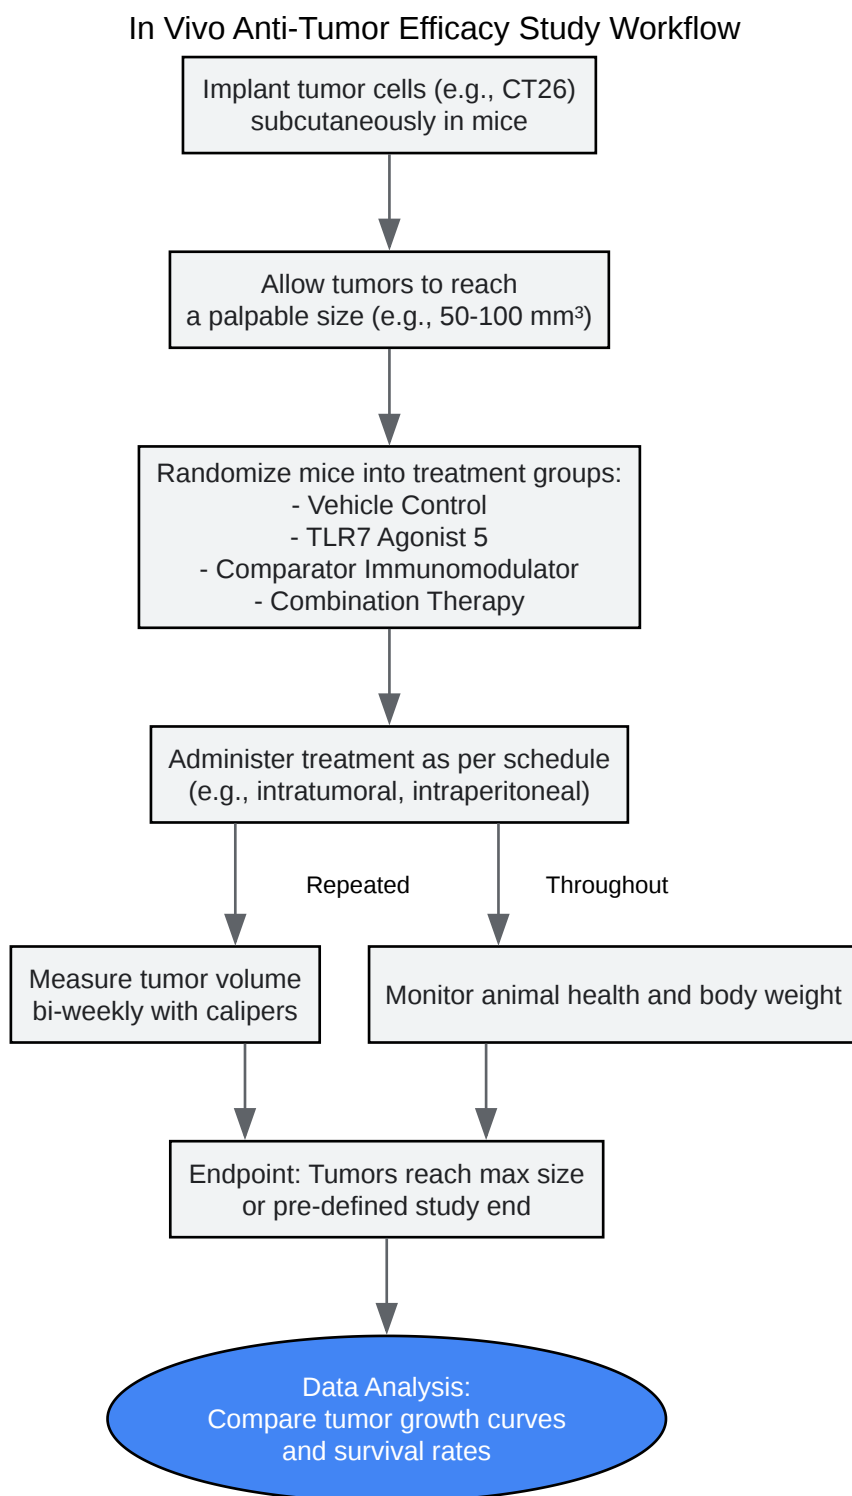 In Vivo Anti-Tumor Efficacy Study Workflow
Implant tumor cells (e.g., CT26)
subcutaneously in mice
Allow tumors to reach
a palpable size (e.g., 50-100 mm³)
Randomize mice into treatment groups:
- Vehicle Control
- TLR7 Agonist 5
- Comparator Immunomodulator
- Combination Therapy
Administer treatment as per schedule
(e.g., intratumoral, intraperitoneal)
Repeated
Throughout
Measure tumor volume
bi-weekly with calipers
Monitor animal health and body weight
Endpoint: Tumors reach max size
or pre-defined study end
Data Analysis:
Compare tumor growth curves
and survival rates